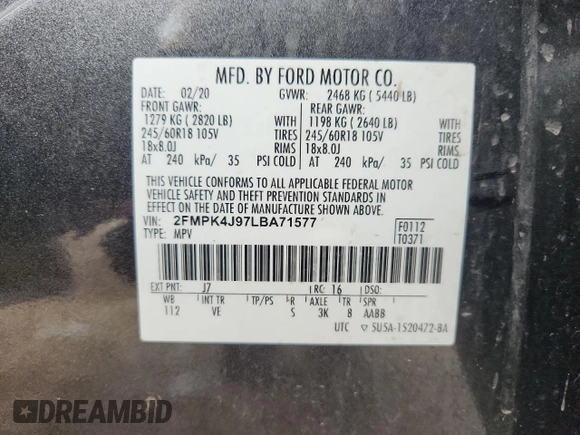 MFD. BY FORD MOTOR CO.
DATE: 02/20 GVWR: 2468 KG ( 5440 LB)
FRONT GAWR: REAR GAWR:
1279 KG ( 2820 LB) WITH 1198 KG ( 2640 LB) WITH
245/60R18 105V TIRES 245/60R18 105V TIRES
18x8.0J RIMS 18x8.0J RIMS
AT 240 kPa/ 35 PSI COLD AT 240 kPa/ 35 PSI COLD
THIS VEHICLE CONFORMS TO ALL APPLICABLE FEDERAL MOTOR
VEHICLE SAFETY AND THEFT PREVENTION STANDARDS IN
EFFECT ON THE DATE OF MANUFACTURE SHOWN ABOVE.
VIN: 2FMPK4J97LBA71577 F0112
TYPE: MPV T0371
EXT PNT: J7 RC: 16 DSO:
WB INT TR TP/PS R AXLE TR SPR
112 VE S 3K 8 AABB
UTC ▽ 5U5A-1520472-BA
DREAMBID